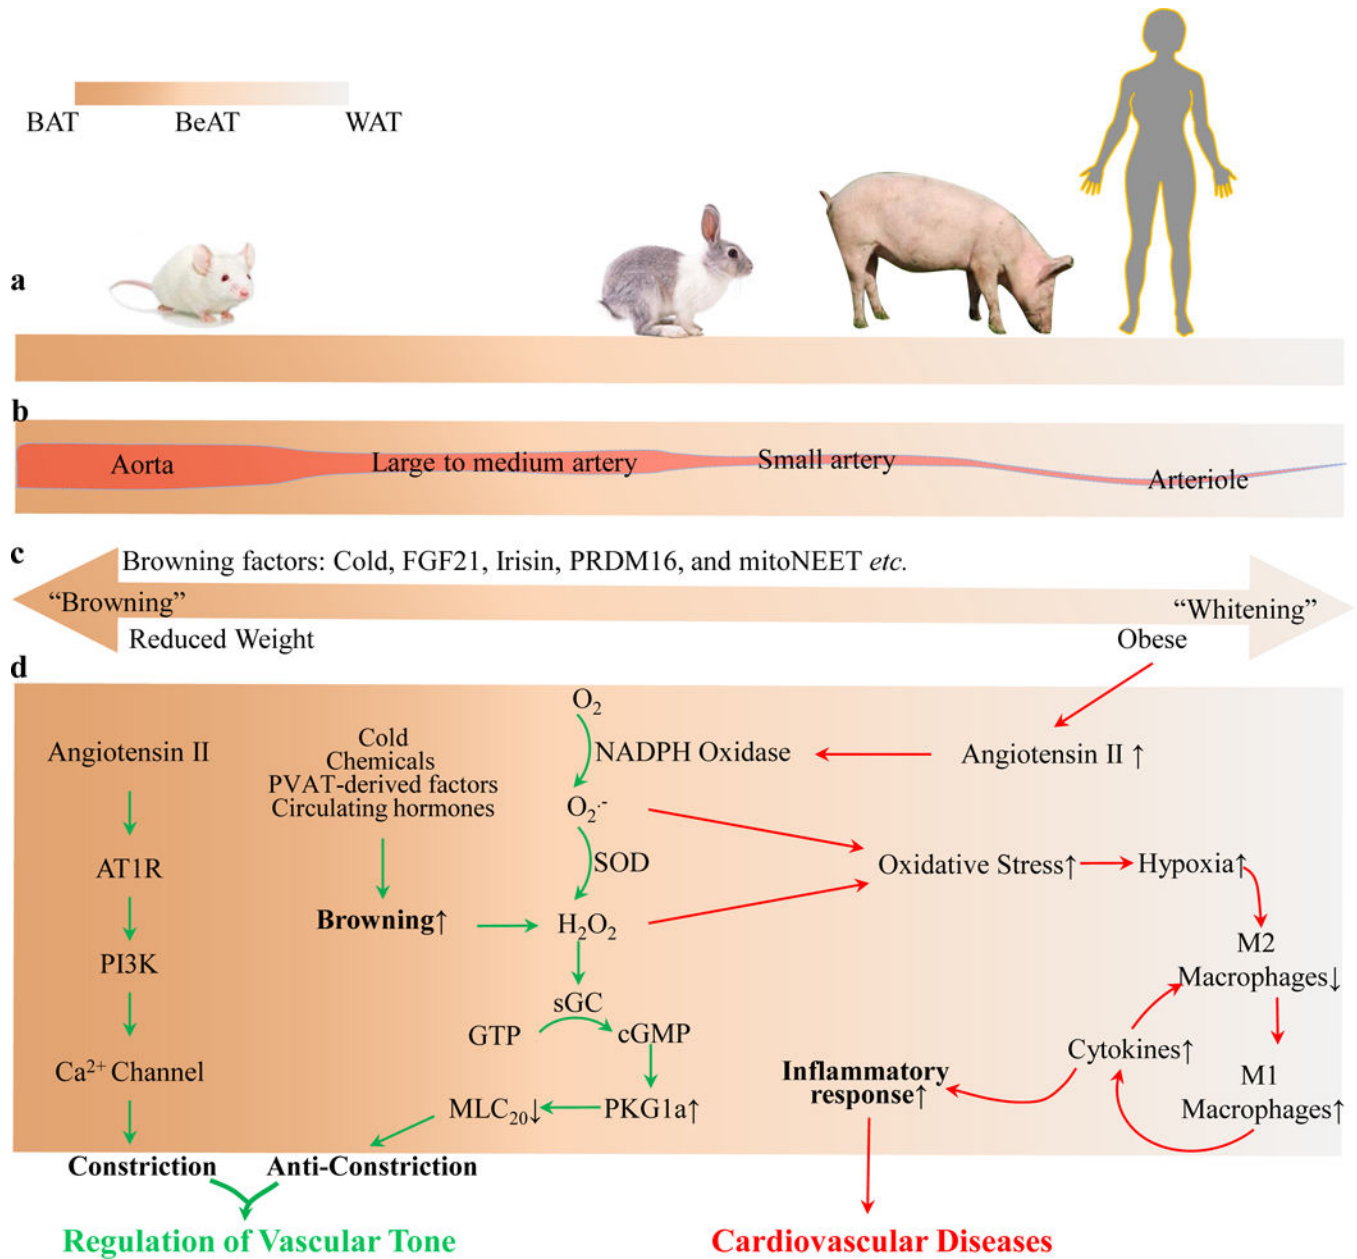 BAT BeAT WAT
a
b
Aorta Large to medium artery Small artery Arteriole
c
Browning factors: Cold, FGF21, Irisin, PRDM16, and mitoNEET etc.
“Browning” “Whitening”
Reduced Weight Obese
d
O₂
Angiotensin II
Cold
Chemicals
PVAT-derived factors
Circulating hormones
NADPH Oxidase
Angiotensin II ↑
O₂·-
AT1R
SOD
Oxidative Stress↑
Hypoxia↑
Browning↑
H₂O₂
M2
Macrophages↓
PI3K
sGC
GTP
cGMP
Cytokines↑
Ca²⁺ Channel
Inflammatory
response↑
M1
Macrophages↑
MLC₂₀↓
PKG1a↑
Constriction
Anti-Constriction
Regulation of Vascular Tone
Cardiovascular Diseases